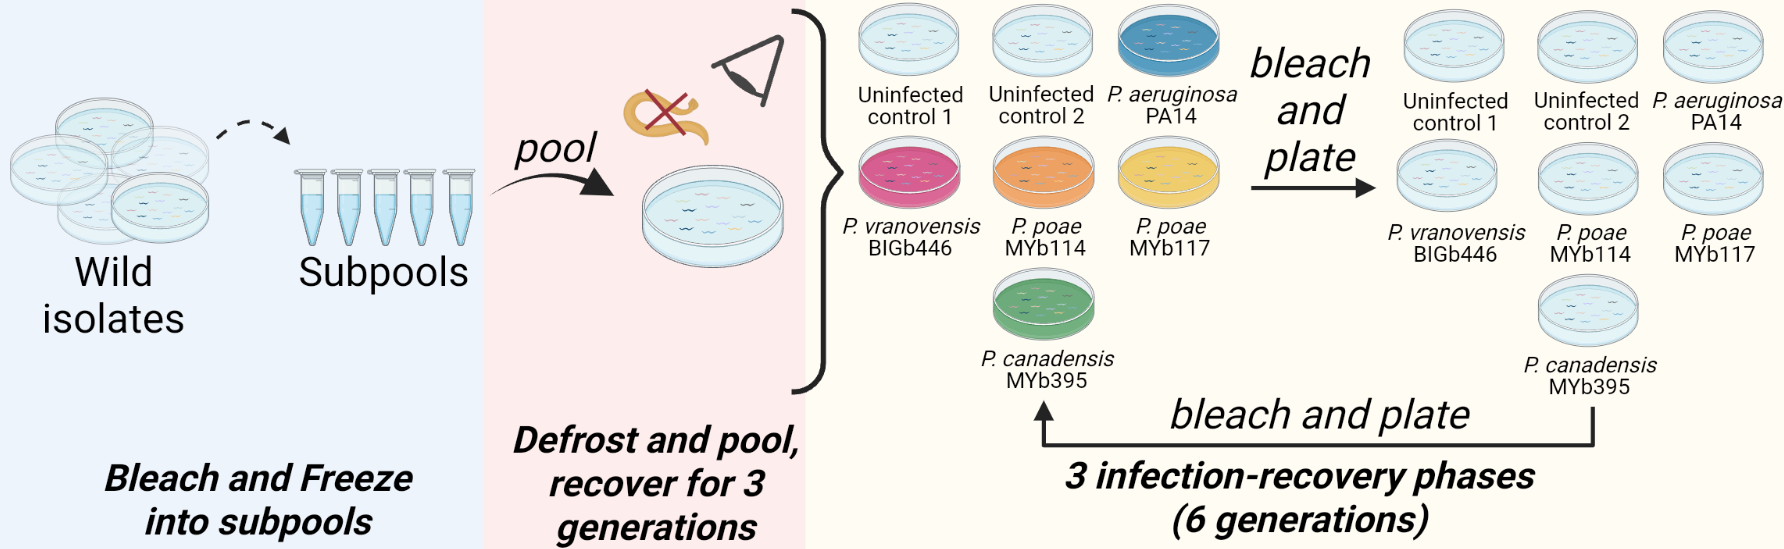 Wild
isolates
Subpools
Bleach and Freeze
into subpools
pool
Defrost and pool,
recover for 3
generations
Uninfected
control 1
Uninfected
control 2
P. aeruginosa
PA14
P. vranovensis
BIGb446
P. poae
MYb114
P. poae
MYb117
P. canadensis
MYb395
bleach
and
plate
Uninfected
control 1
Uninfected
control 2
P. aeruginosa
PA14
P. vranovensis
BIGb446
P. poae
MYb114
P. poae
MYb117
P. canadensis
MYb395
bleach and plate
3 infection-recovery phases
(6 generations)